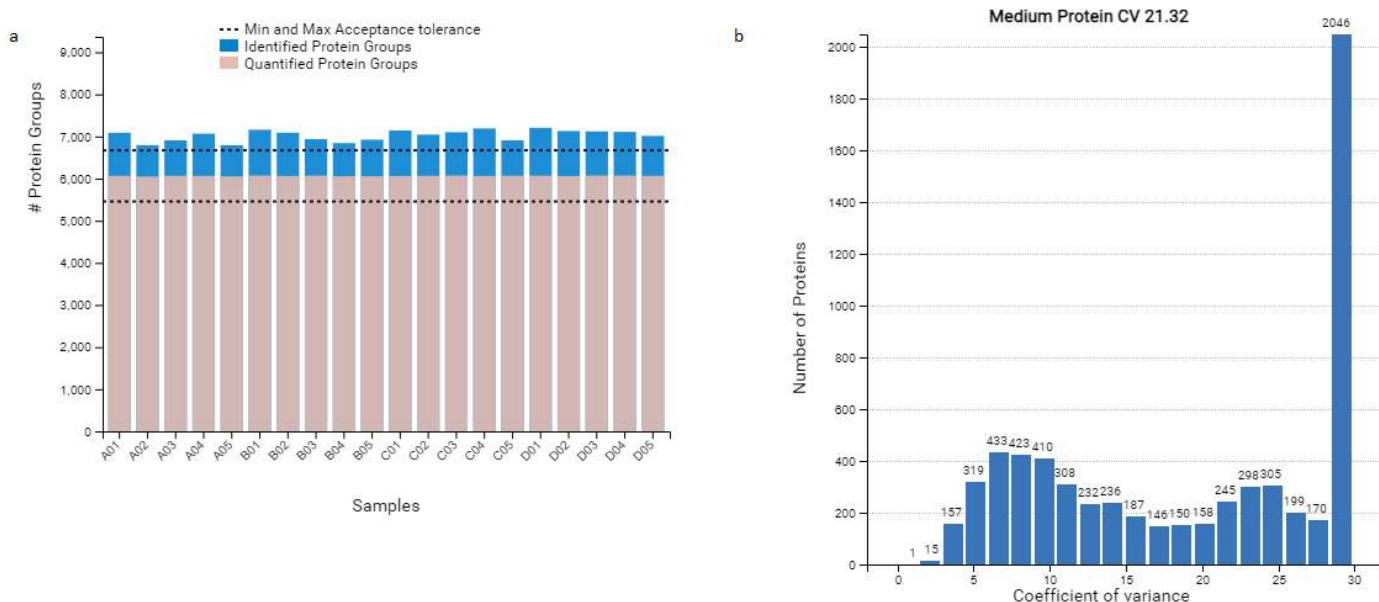 a
Min and Max Acceptance tolerance
Identified Protein Groups
Quantified Protein Groups
# Protein Groups
9,000
8,000
7,000
6,000
5,000
4,000
3,000
2,000
1,000
0
A01 A02 A03 A04 A05 B01 B02 B03 B04 B05 C01 C02 C03 C04 C05 D01 D02 D03 D04 D05
Samples
b
Medium Protein CV 21.32
Number of Proteins
2000
1800
1600
1400
1200
1000
800
600
400
200
0
1 15 157 319 433 423 410 308 232 236 187 146 150 158 245 298 305 199 170 2046
0 5 10 15 20 25 30
Coefficient of variance